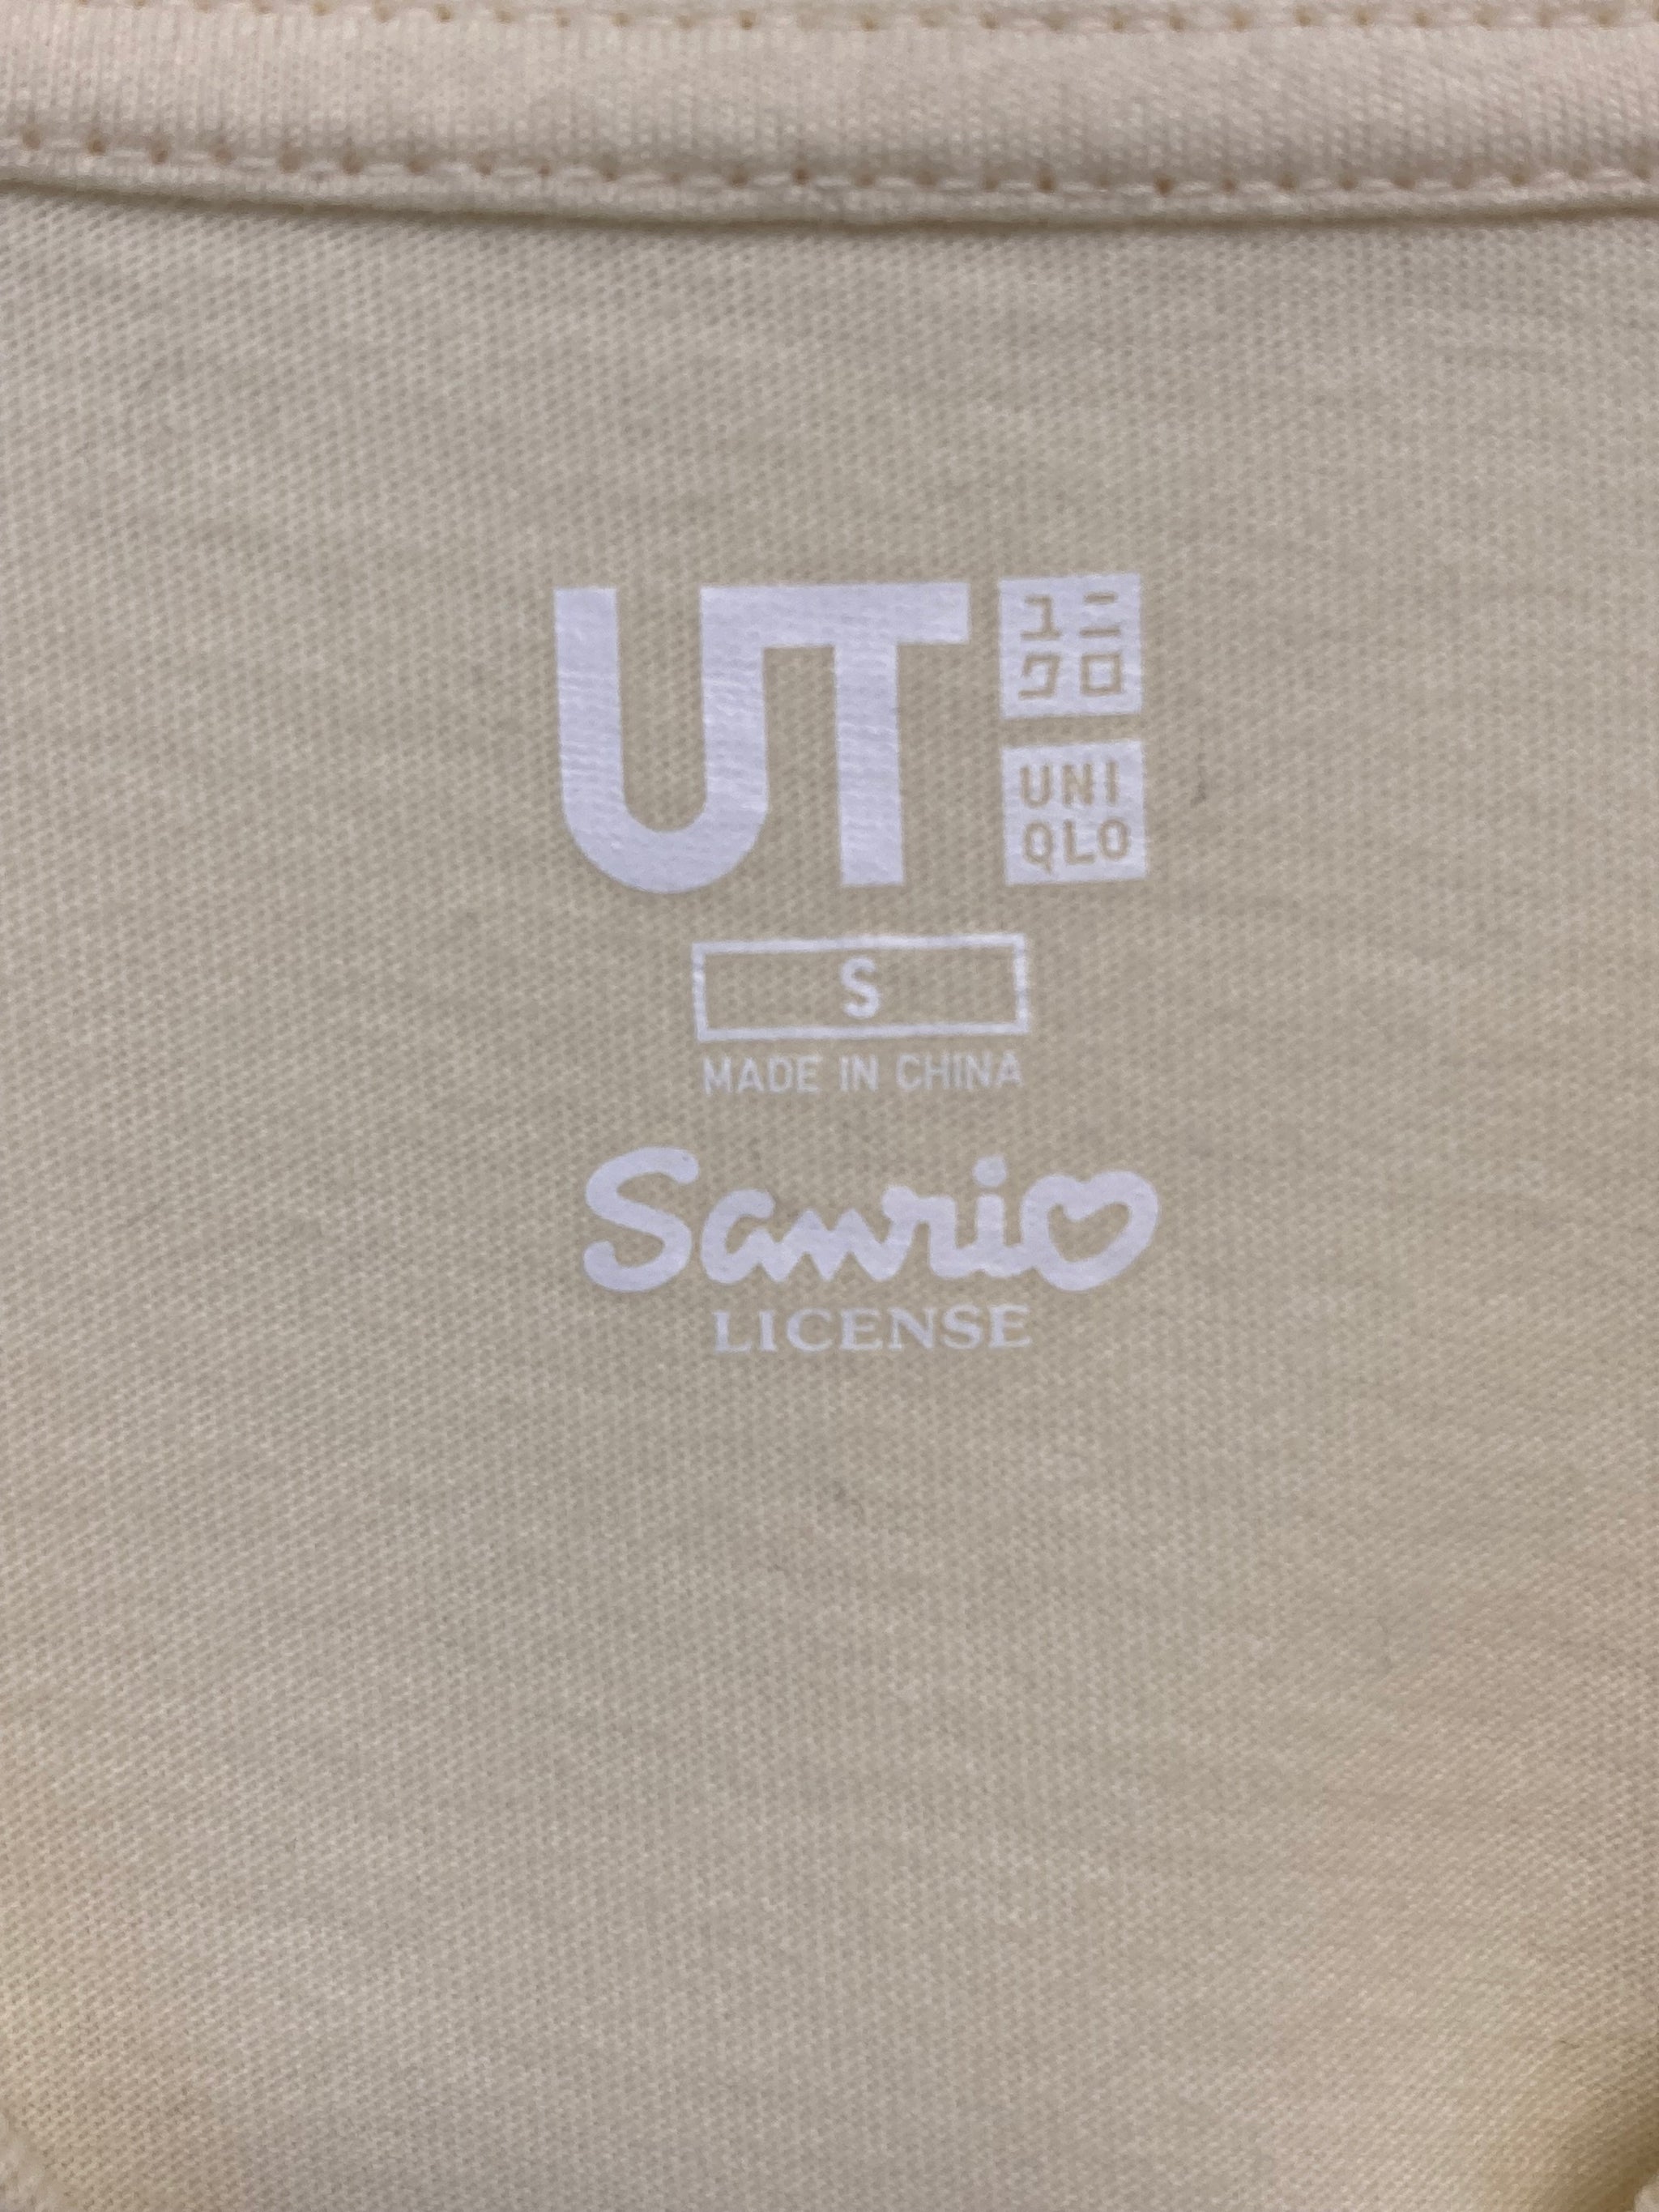 UT
ユニ
クロ
UNI
QLO
S
MADE IN CHINA
Sanrio
LICENSE